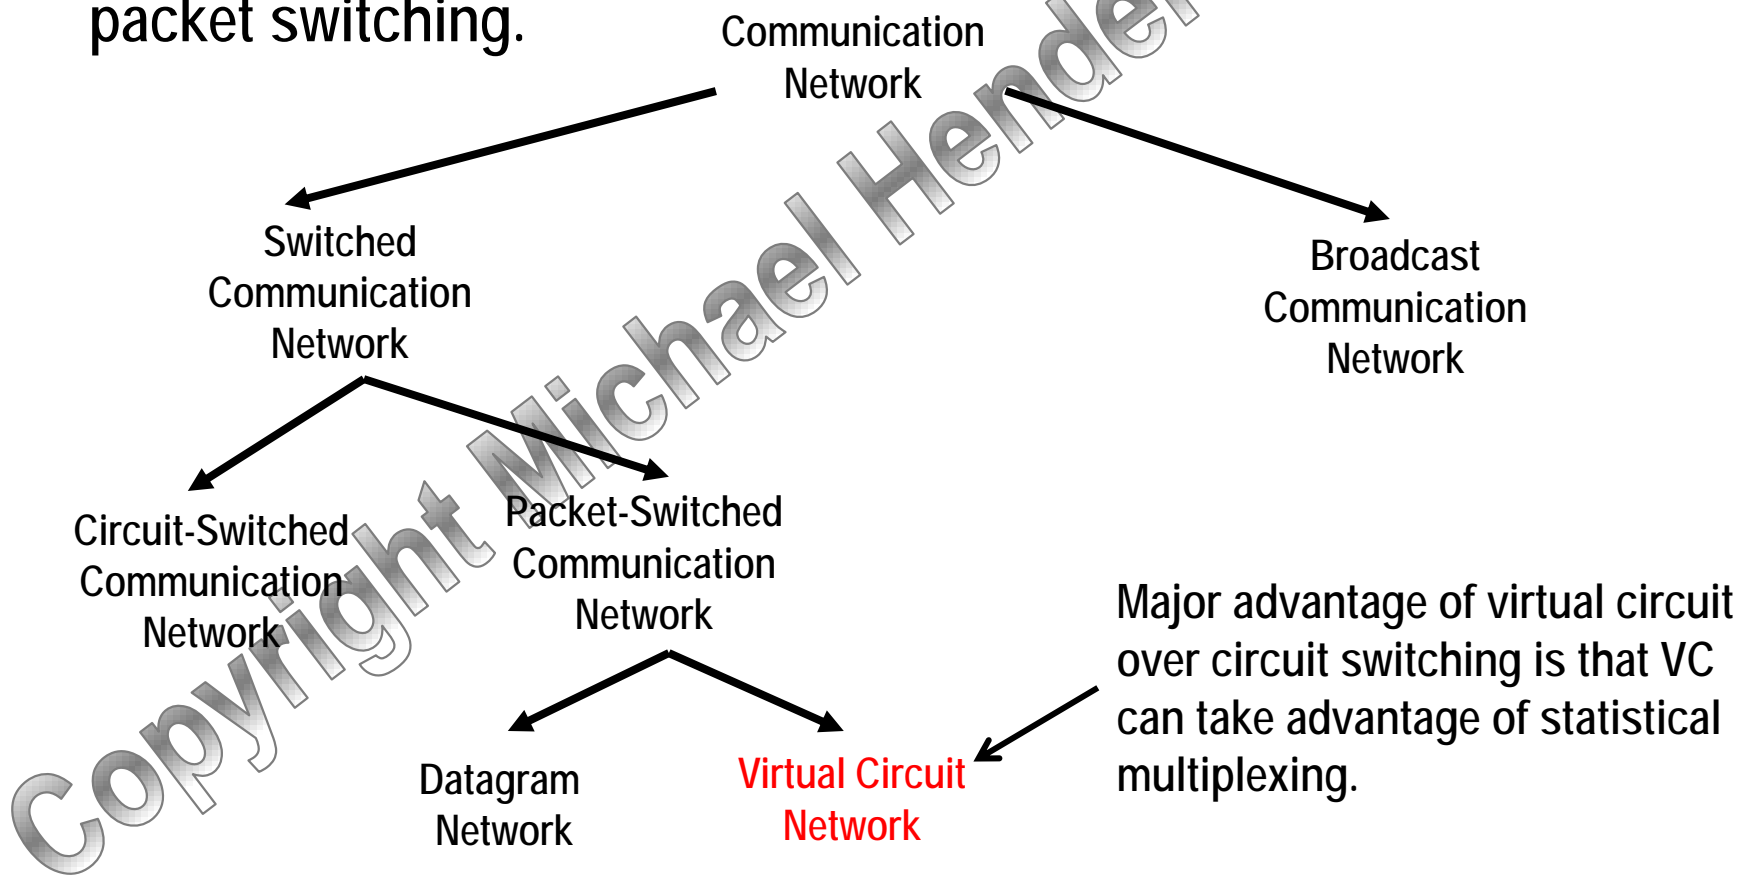 packet switching.
Communication
Network
Switched
Communication
Network
Broadcast
Communication
Network
Circuit-Switched
Communication
Network
Packet-Switched
Communication
Network
Major advantage of virtual circuit
over circuit switching is that VC
can take advantage of statistical
multiplexing.
Datagram
Network
Virtual Circuit
Network
Copyright Michael Hender